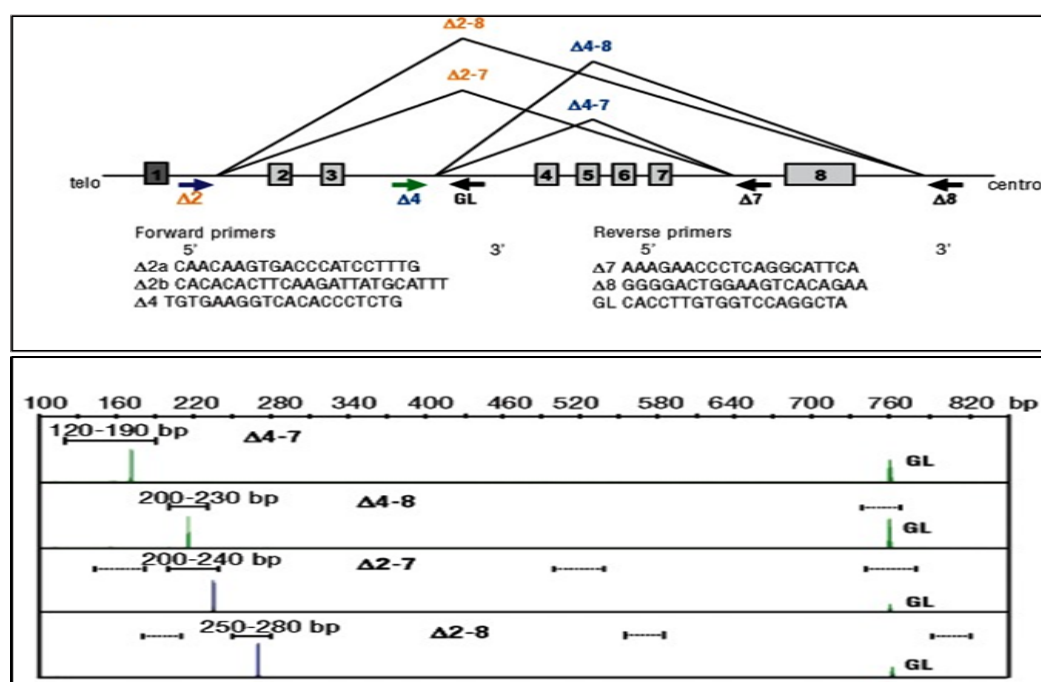 Δ2-8
Δ4-8
Δ2-7
Δ4-7
telo 1 2 3 4 5 6 7 8 centro
Δ2 Δ4 GL Δ7 Δ8
Forward primers Reverse primers
5' 3' 5' 3'
Δ2a CAACAAGTGACCCATCCTTTG Δ7 AAAGAACCCTCAGGCATTCA
Δ2b CACACACTTCAAGATTATGCATTT Δ8 GGGGACTGGAAGTCACAGAA
Δ4 TGTGAAGGTCACACCCTCTG GL CACCTTGTGGTCCAGGCTA
100 160 220 280 340 400 460 520 580 640 700 760 820 bp
120-190 bp Δ4-7
GL
200-230 bp Δ4-8
GL
200-240 bp Δ2-7
GL
250-280 bp Δ2-8
GL